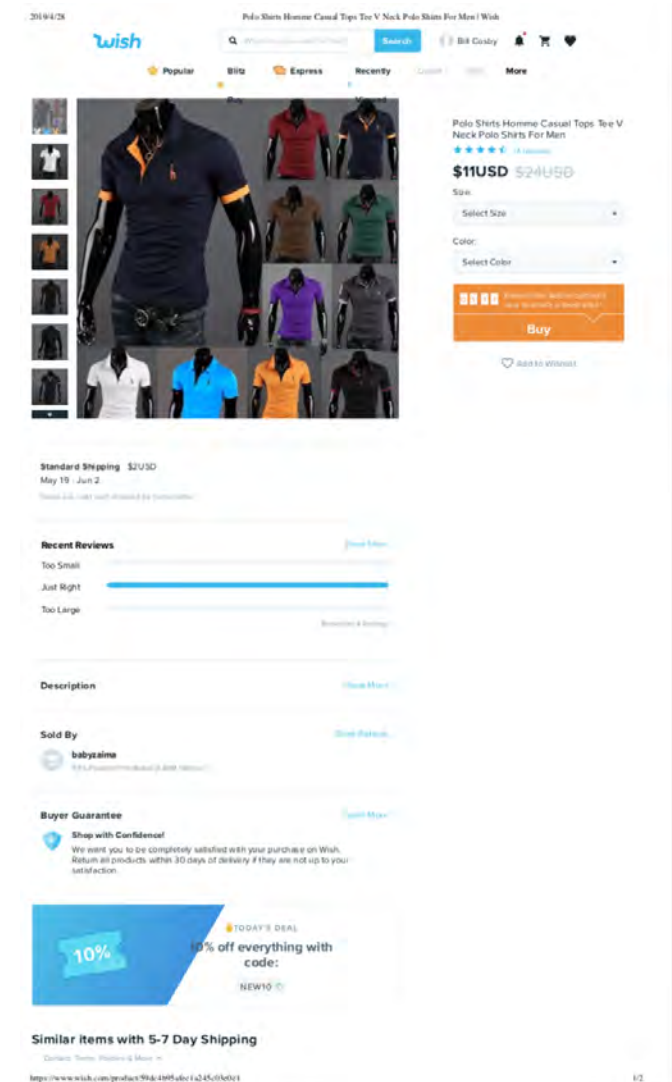 2019/4/28
Polo Shirts Homme Casual Tops Tee V Neck Polo Shirts For Men | Wish
wish
Search
Bill Cosby
Popular
Blitz Buy
Express
Recently Viewed
More
Polo Shirts Homme Casual Tops Tee V
Neck Polo Shirts For Men
$11USD $24USD
Size:
Select Size
Color:
Select Color
Buy
Add to Wishlist
Standard Shipping $2USD
May 19 - Jun 2
Recent Reviews
Too Small
Just Right
Too Large
Description
Sold By
babyzaima
Buyer Guarantee
Shop with Confidence!
We want you to be completely satisfied with your purchase on Wish.
Return all products within 30 days of delivery if they are not up to your
satisfaction.
10%
TODAY'S DEAL
10% off everything with
code:
NEW10
Similar items with 5-7 Day Shipping
1/2